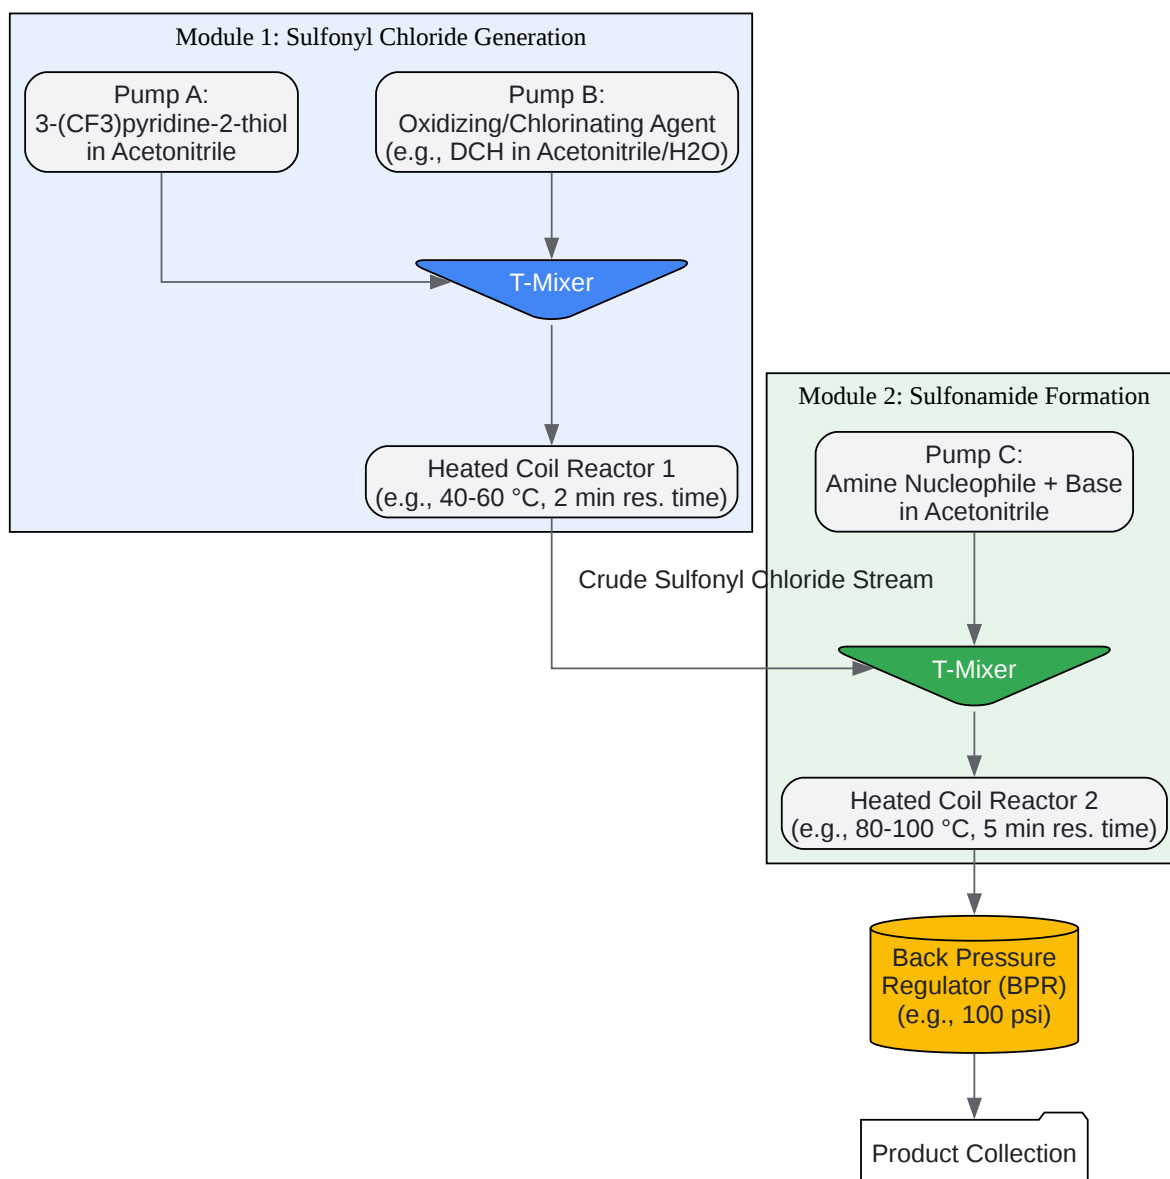 Module 1: Sulfonyl Chloride Generation
Pump A:
3-(CF3)pyridine-2-thiol
in Acetonitrile
Pump B:
Oxidizing/Chlorinating Agent
(e.g., DCH in Acetonitrile/H2O)
T-Mixer
Heated Coil Reactor 1
(e.g., 40-60 °C, 2 min res. time)
Crude Sulfonyl Chloride Stream
Module 2: Sulfonamide Formation
Pump C:
Amine Nucleophile + Base
in Acetonitrile
T-Mixer
Heated Coil Reactor 2
(e.g., 80-100 °C, 5 min res. time)
Back Pressure
Regulator (BPR)
(e.g., 100 psi)
Product Collection